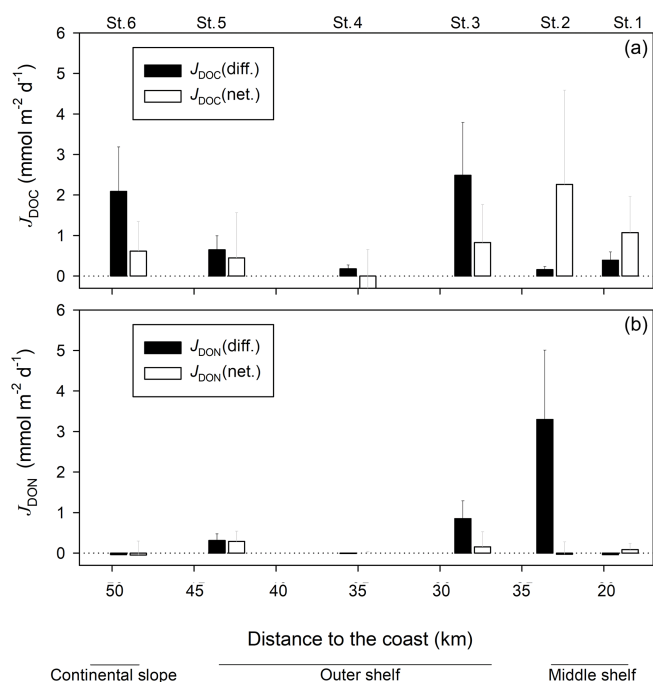 St.6 St.5 St.4 St.3 St.2 St.1
(a)
6
5
4
3
2
1
0
J_DOC (mmol m⁻² d⁻¹)
J_DOC(diff.)
J_DOC(net.)
(b)
6
5
4
3
2
1
0
J_DON (mmol m⁻² d⁻¹)
J_DON(diff.)
J_DON(net.)
50 45 40 35 30 35 20
Distance to the coast (km)
Continental slope Outer shelf Middle shelf